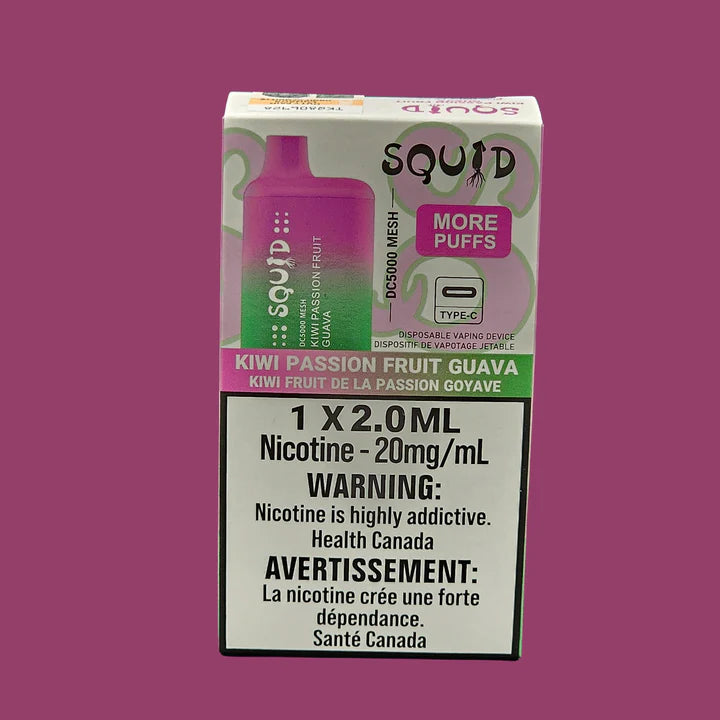 SQUID
SQUID
DC5000 MESH
KIWI PASSION FRUIT
GUAVA
SQUID
DC5000 MESH
MORE
PUFFS
TYPE-C
DISPOSABLE VAPING DEVICE
DISPOSITIF DE VAPOTAGE JETABLE
KIWI PASSION FRUIT GUAVA
KIWI FRUIT DE LA PASSION GOYAVE
1 X 2.0ML
Nicotine - 20mg/mL
WARNING:
Nicotine is highly addictive.
Health Canada
AVERTISSEMENT:
La nicotine crée une forte
dépendance.
Santé Canada